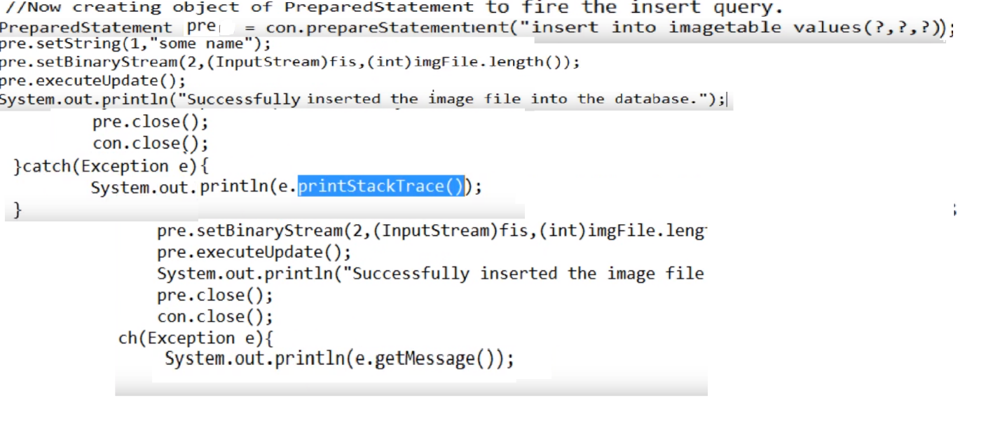 //Now creating object of PreparedStatement to fire the insert query.
PreparedStatement pre = con.prepareStatementıent("insert into imagetable values(?,?,?));
pre.setString(1,"some name");
pre.setBinaryStream(2,(InputStream)fis,(int)imgFile.length());
pre.executeUpdate();
System.out.println("Successfully inserted the image file into the database.");
pre.close();
con.close();
}catch(Exception e){
System.out.println(e.printStackTrace());
}
;
pre.setBinaryStream(2,(InputStream)fis,(int)imgFile.leng
pre.executeUpdate();
System.out.println("Successfully inserted the image file
pre.close();
con.close();
ch(Exception e){
System.out.println(e.getMessage());